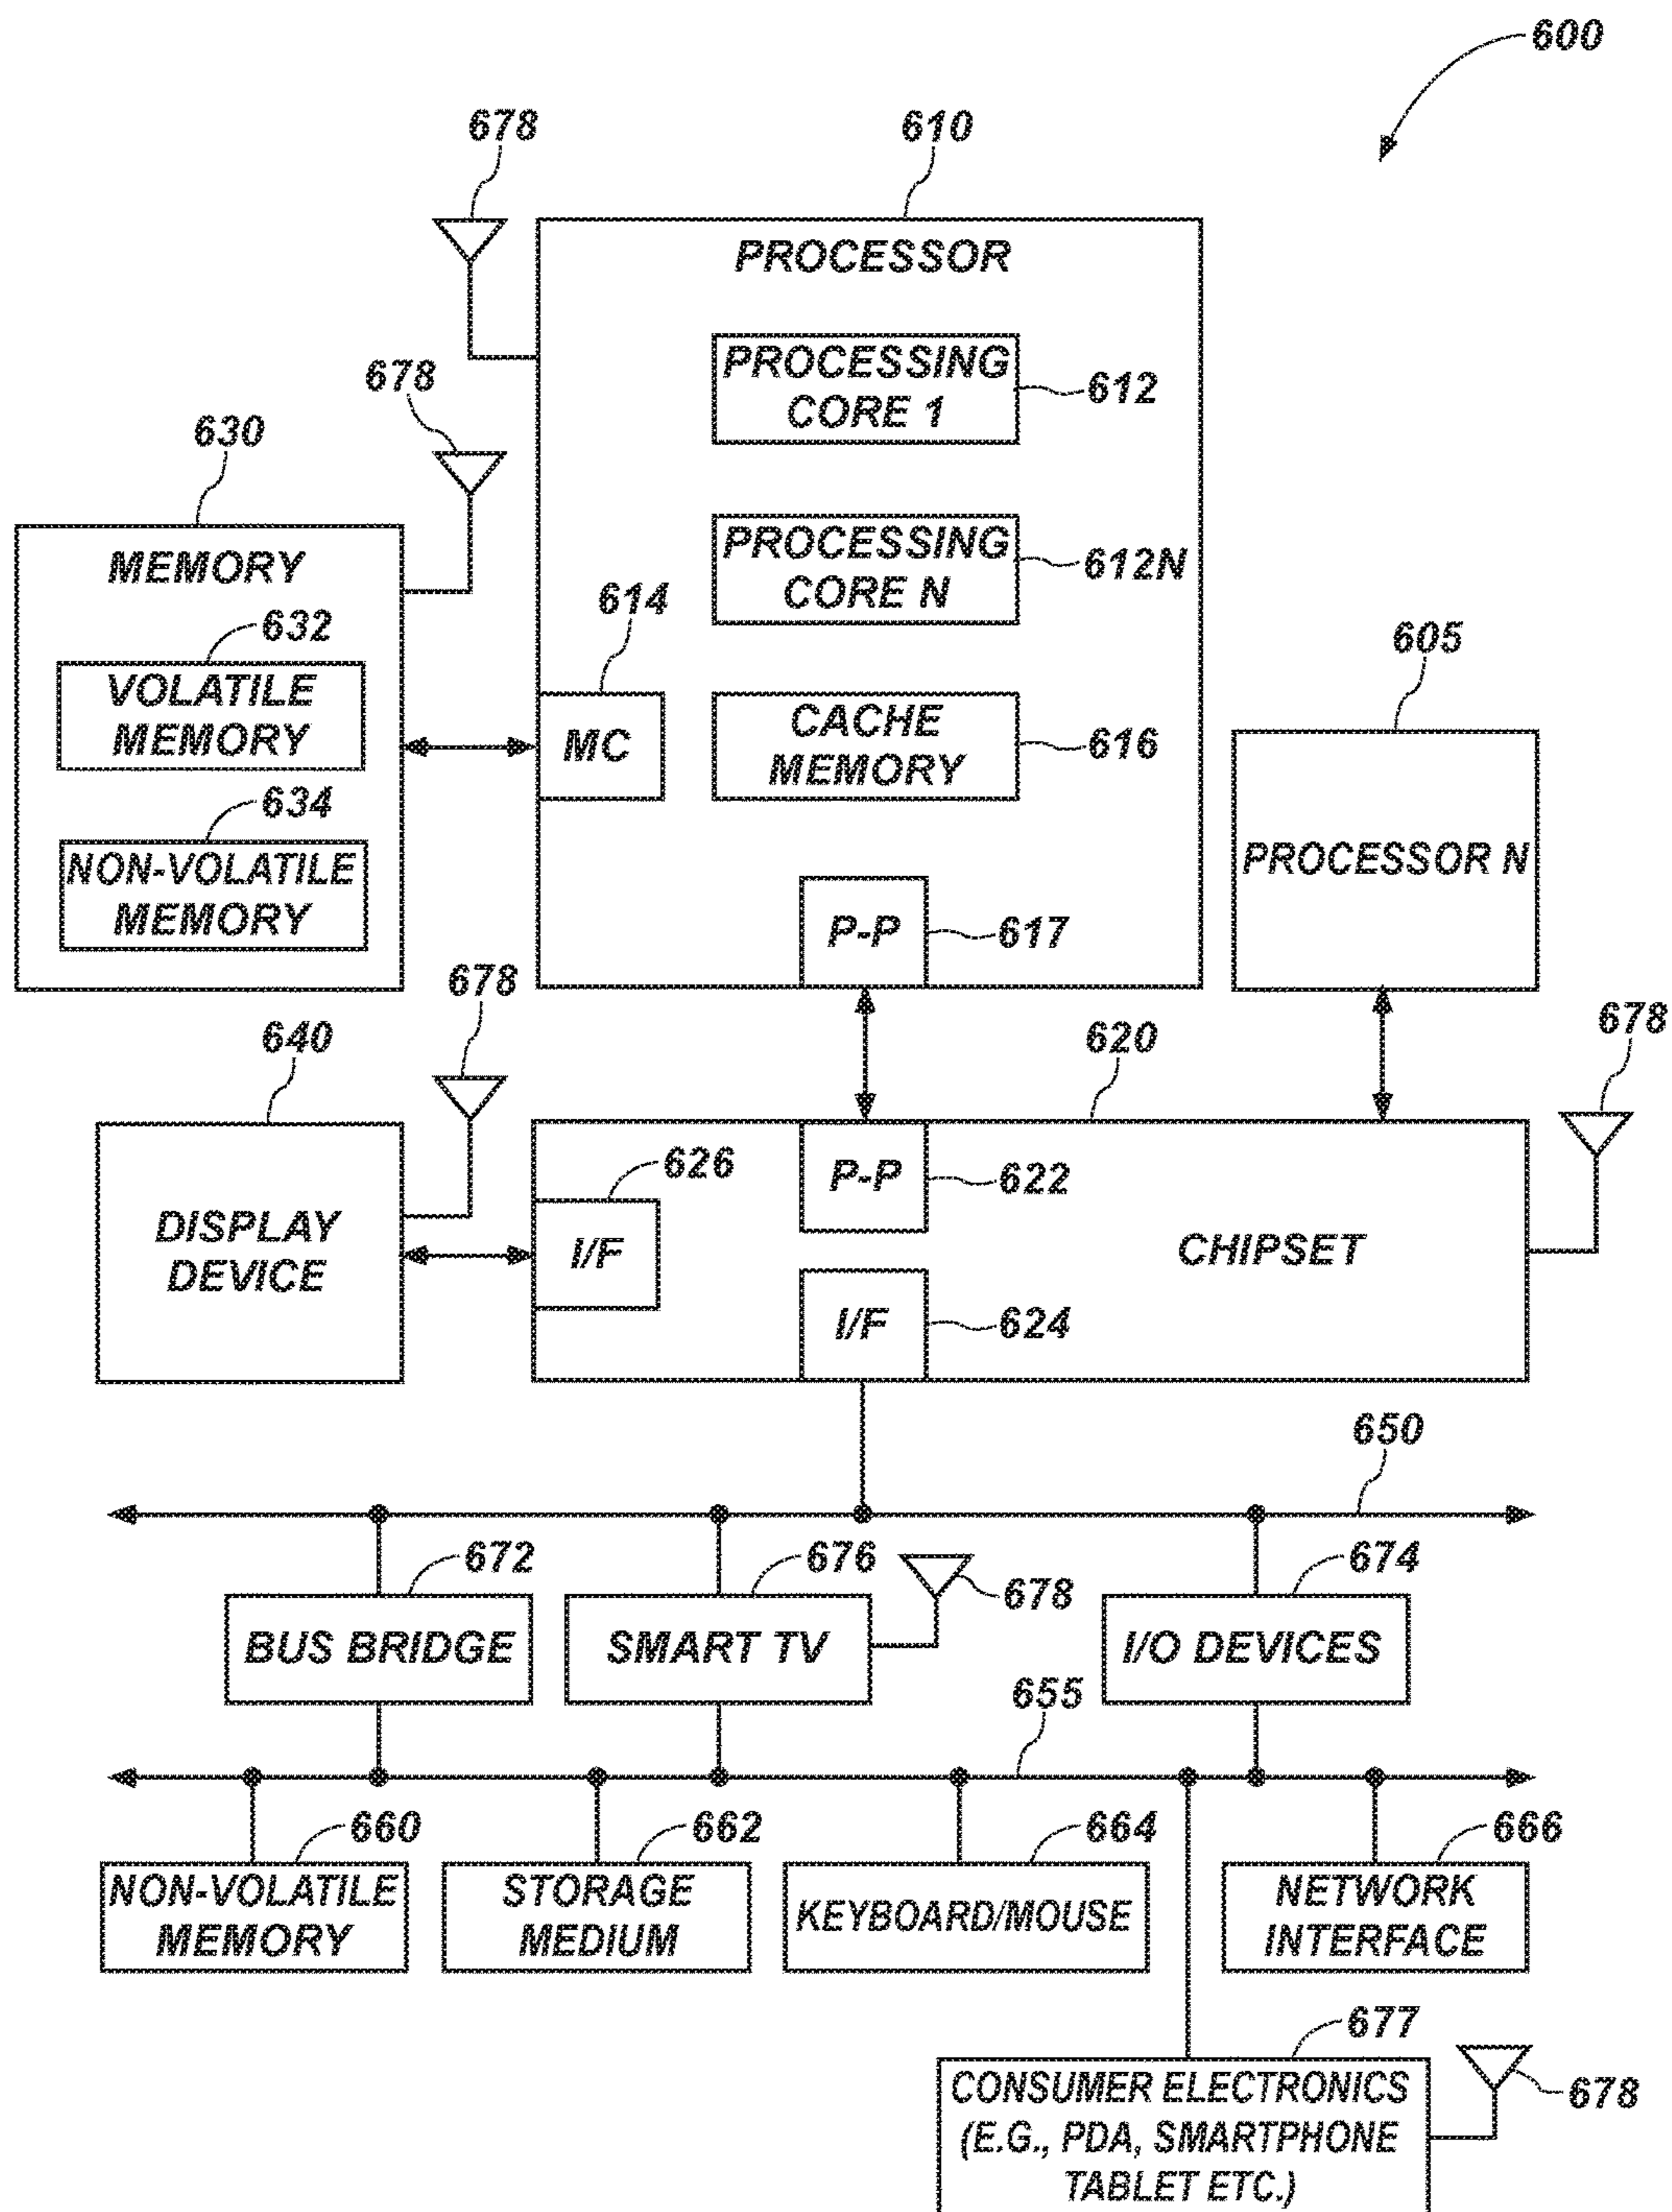 600
678
610
PROCESSOR
PROCESSING
CORE 1
612
678
630
MEMORY
PROCESSING
CORE N
612N
614
632
VOLATILE
MEMORY
605
MC
CACHE
MEMORY
616
634
NON-VOLATILE
MEMORY
PROCESSOR N
P-P
617
678
640
620
678
626
P-P
622
DISPLAY
DEVICE
I/F
CHIPSET
I/F
624
650
672
676
678
674
BUS BRIDGE
SMART TV
I/O DEVICES
655
660
662
664
666
NON-VOLATILE
MEMORY
STORAGE
MEDIUM
KEYBOARD/MOUSE
NETWORK
INTERFACE
677
CONSUMER ELECTRONICS
(E.G., PDA, SMARTPHONE
TABLET ETC.)
678